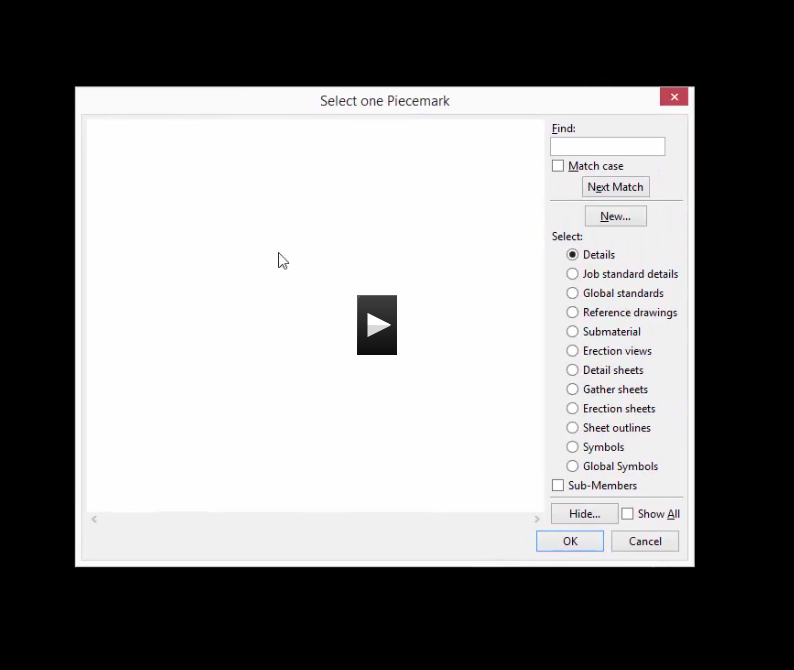 Select one Piecemark
Find:
Match case
Next Match
New...
Select:
Details
Job standard details
Global standards
Reference drawings
Submaterial
Erection views
Detail sheets
Gather sheets
Erection sheets
Sheet outlines
Symbols
Global Symbols
Sub-Members
Hide... Show All
OK Cancel